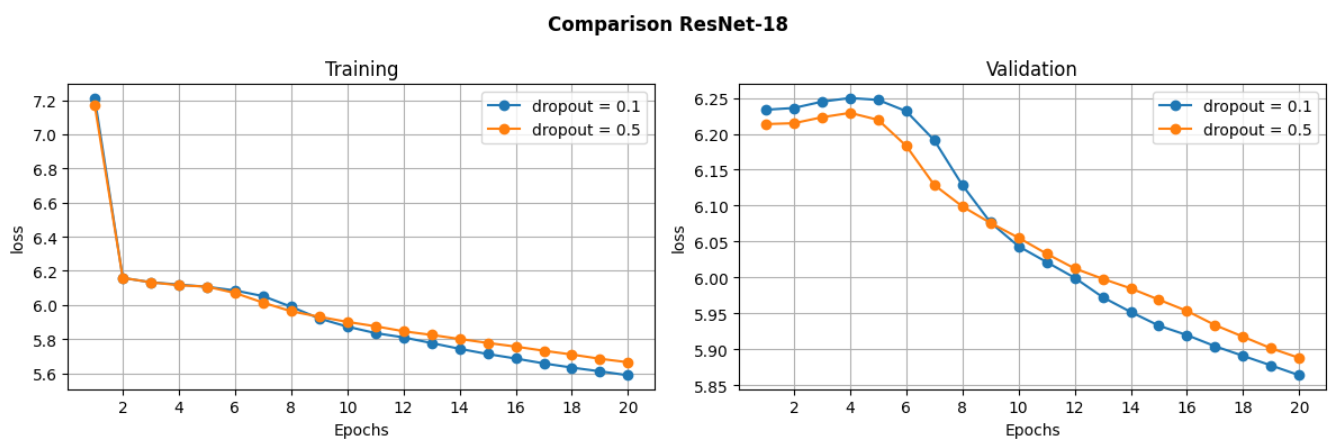 Comparison ResNet-18
Training
loss
7.2
7.0
6.8
6.6
6.4
6.2
6.0
5.8
5.6
dropout = 0.1
dropout = 0.5
2 4 6 8 10 12 14 16 18 20
Epochs
Validation
loss
6.25
6.20
6.15
6.10
6.05
6.00
5.95
5.90
5.85
dropout = 0.1
dropout = 0.5
2 4 6 8 10 12 14 16 18 20
Epochs